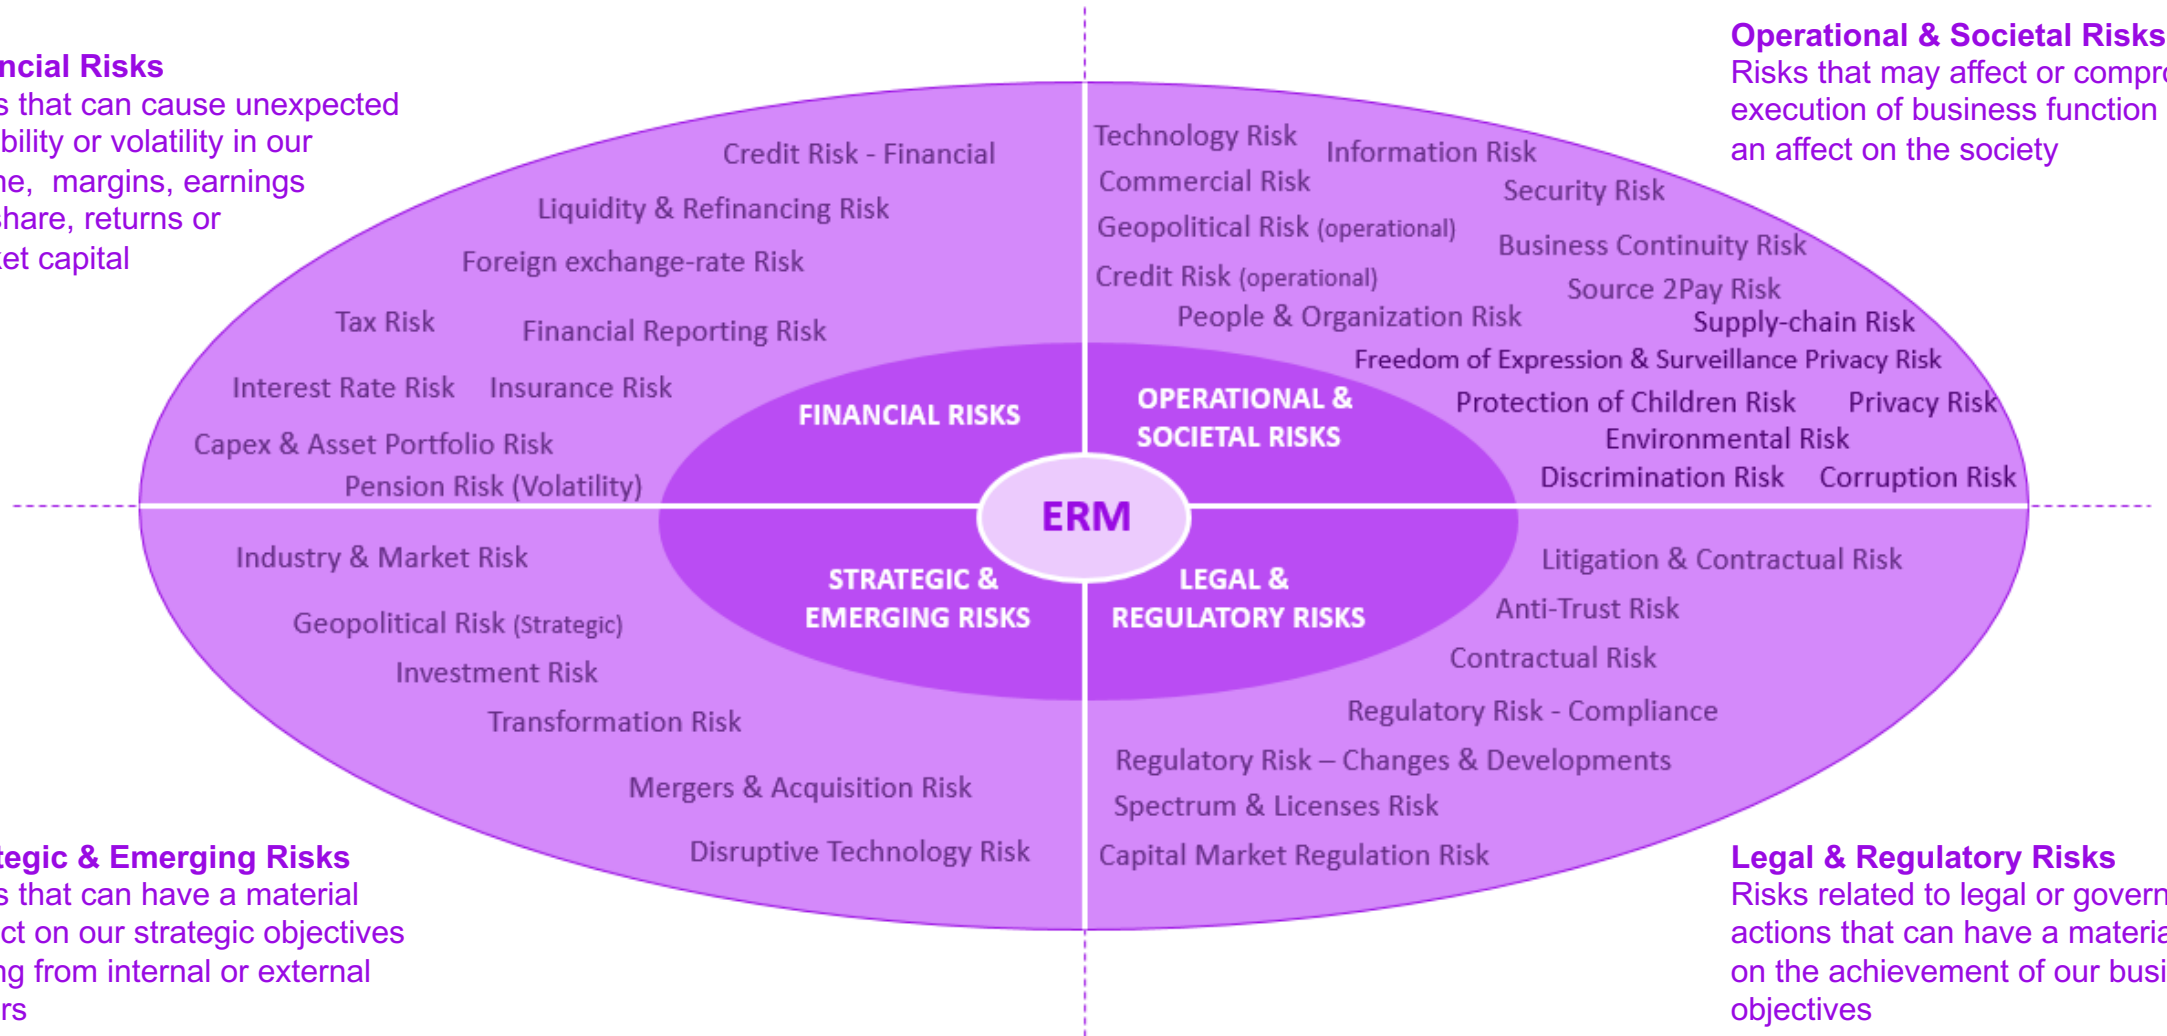 ncial Risks
s that can cause unexpected
bility or volatility in our
ne, margins, earnings
share, returns or
et capital
Operational & Societal Risks
Risks that may affect or compro
execution of business function
an affect on the society
Credit Risk - Financial
Liquidity & Refinancing Risk
Foreign exchange-rate Risk
Tax Risk
Financial Reporting Risk
Interest Rate Risk
Insurance Risk
Capex & Asset Portfolio Risk
Pension Risk (Volatility)
Technology Risk
Information Risk
Commercial Risk
Security Risk
Geopolitical Risk (operational)
Business Continuity Risk
Credit Risk (operational)
Source 2Pay Risk
People & Organization Risk
Supply-chain Risk
Freedom of Expression & Surveillance Privacy Risk
Protection of Children Risk
Privacy Risk
Environmental Risk
Discrimination Risk
Corruption Risk
FINANCIAL RISKS
OPERATIONAL &
SOCIETAL RISKS
ERM
STRATEGIC &
EMERGING RISKS
LEGAL &
REGULATORY RISKS
Industry & Market Risk
Geopolitical Risk (Strategic)
Investment Risk
Transformation Risk
Mergers & Acquisition Risk
Disruptive Technology Risk
Litigation & Contractual Risk
Anti-Trust Risk
Contractual Risk
Regulatory Risk - Compliance
Regulatory Risk – Changes & Developments
Spectrum & Licenses Risk
Capital Market Regulation Risk
tegic & Emerging Risks
s that can have a material
ct on our strategic objectives
ng from internal or external
rs
Legal & Regulatory Risks
Risks related to legal or govern
actions that can have a materia
on the achievement of our busi
objectives